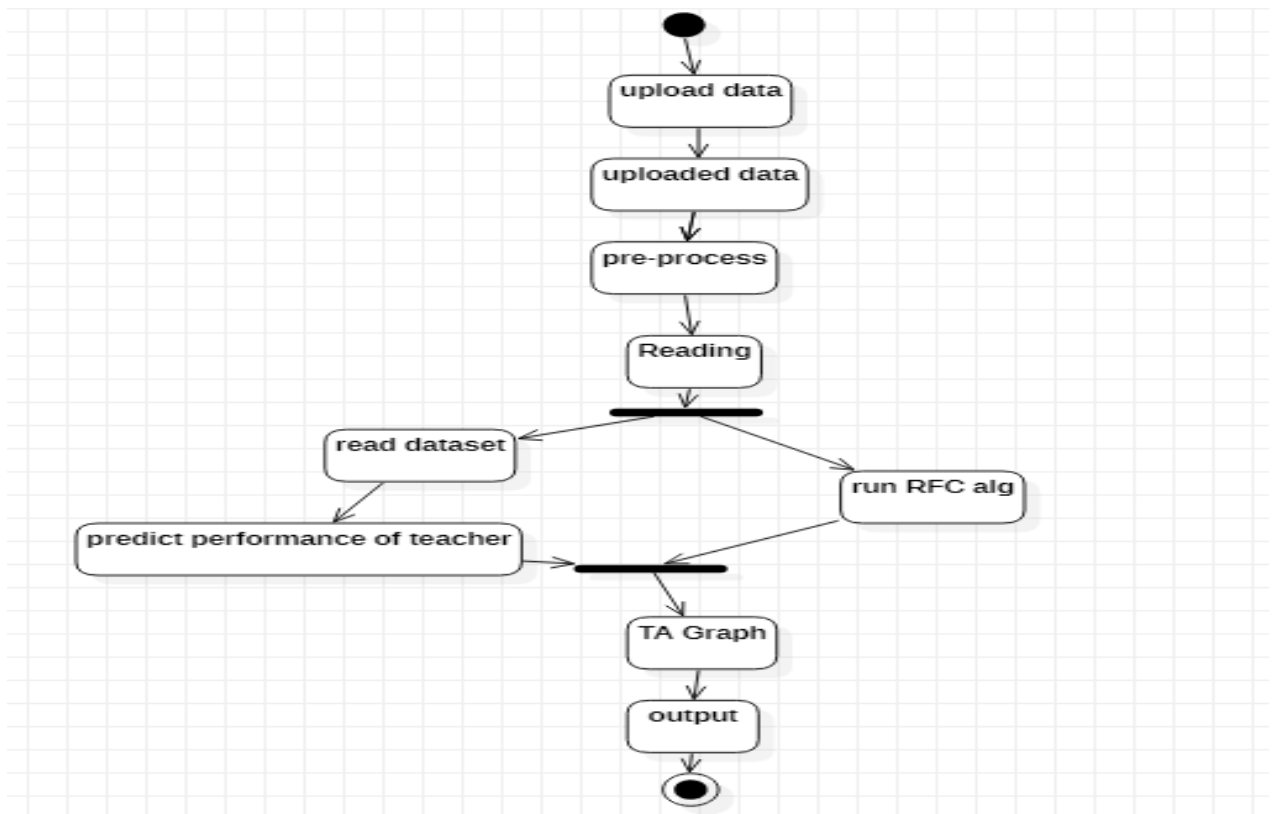 upload data
uploaded data
pre-process
Reading
read dataset
run RFC alg
predict performance of teacher
TA Graph
output